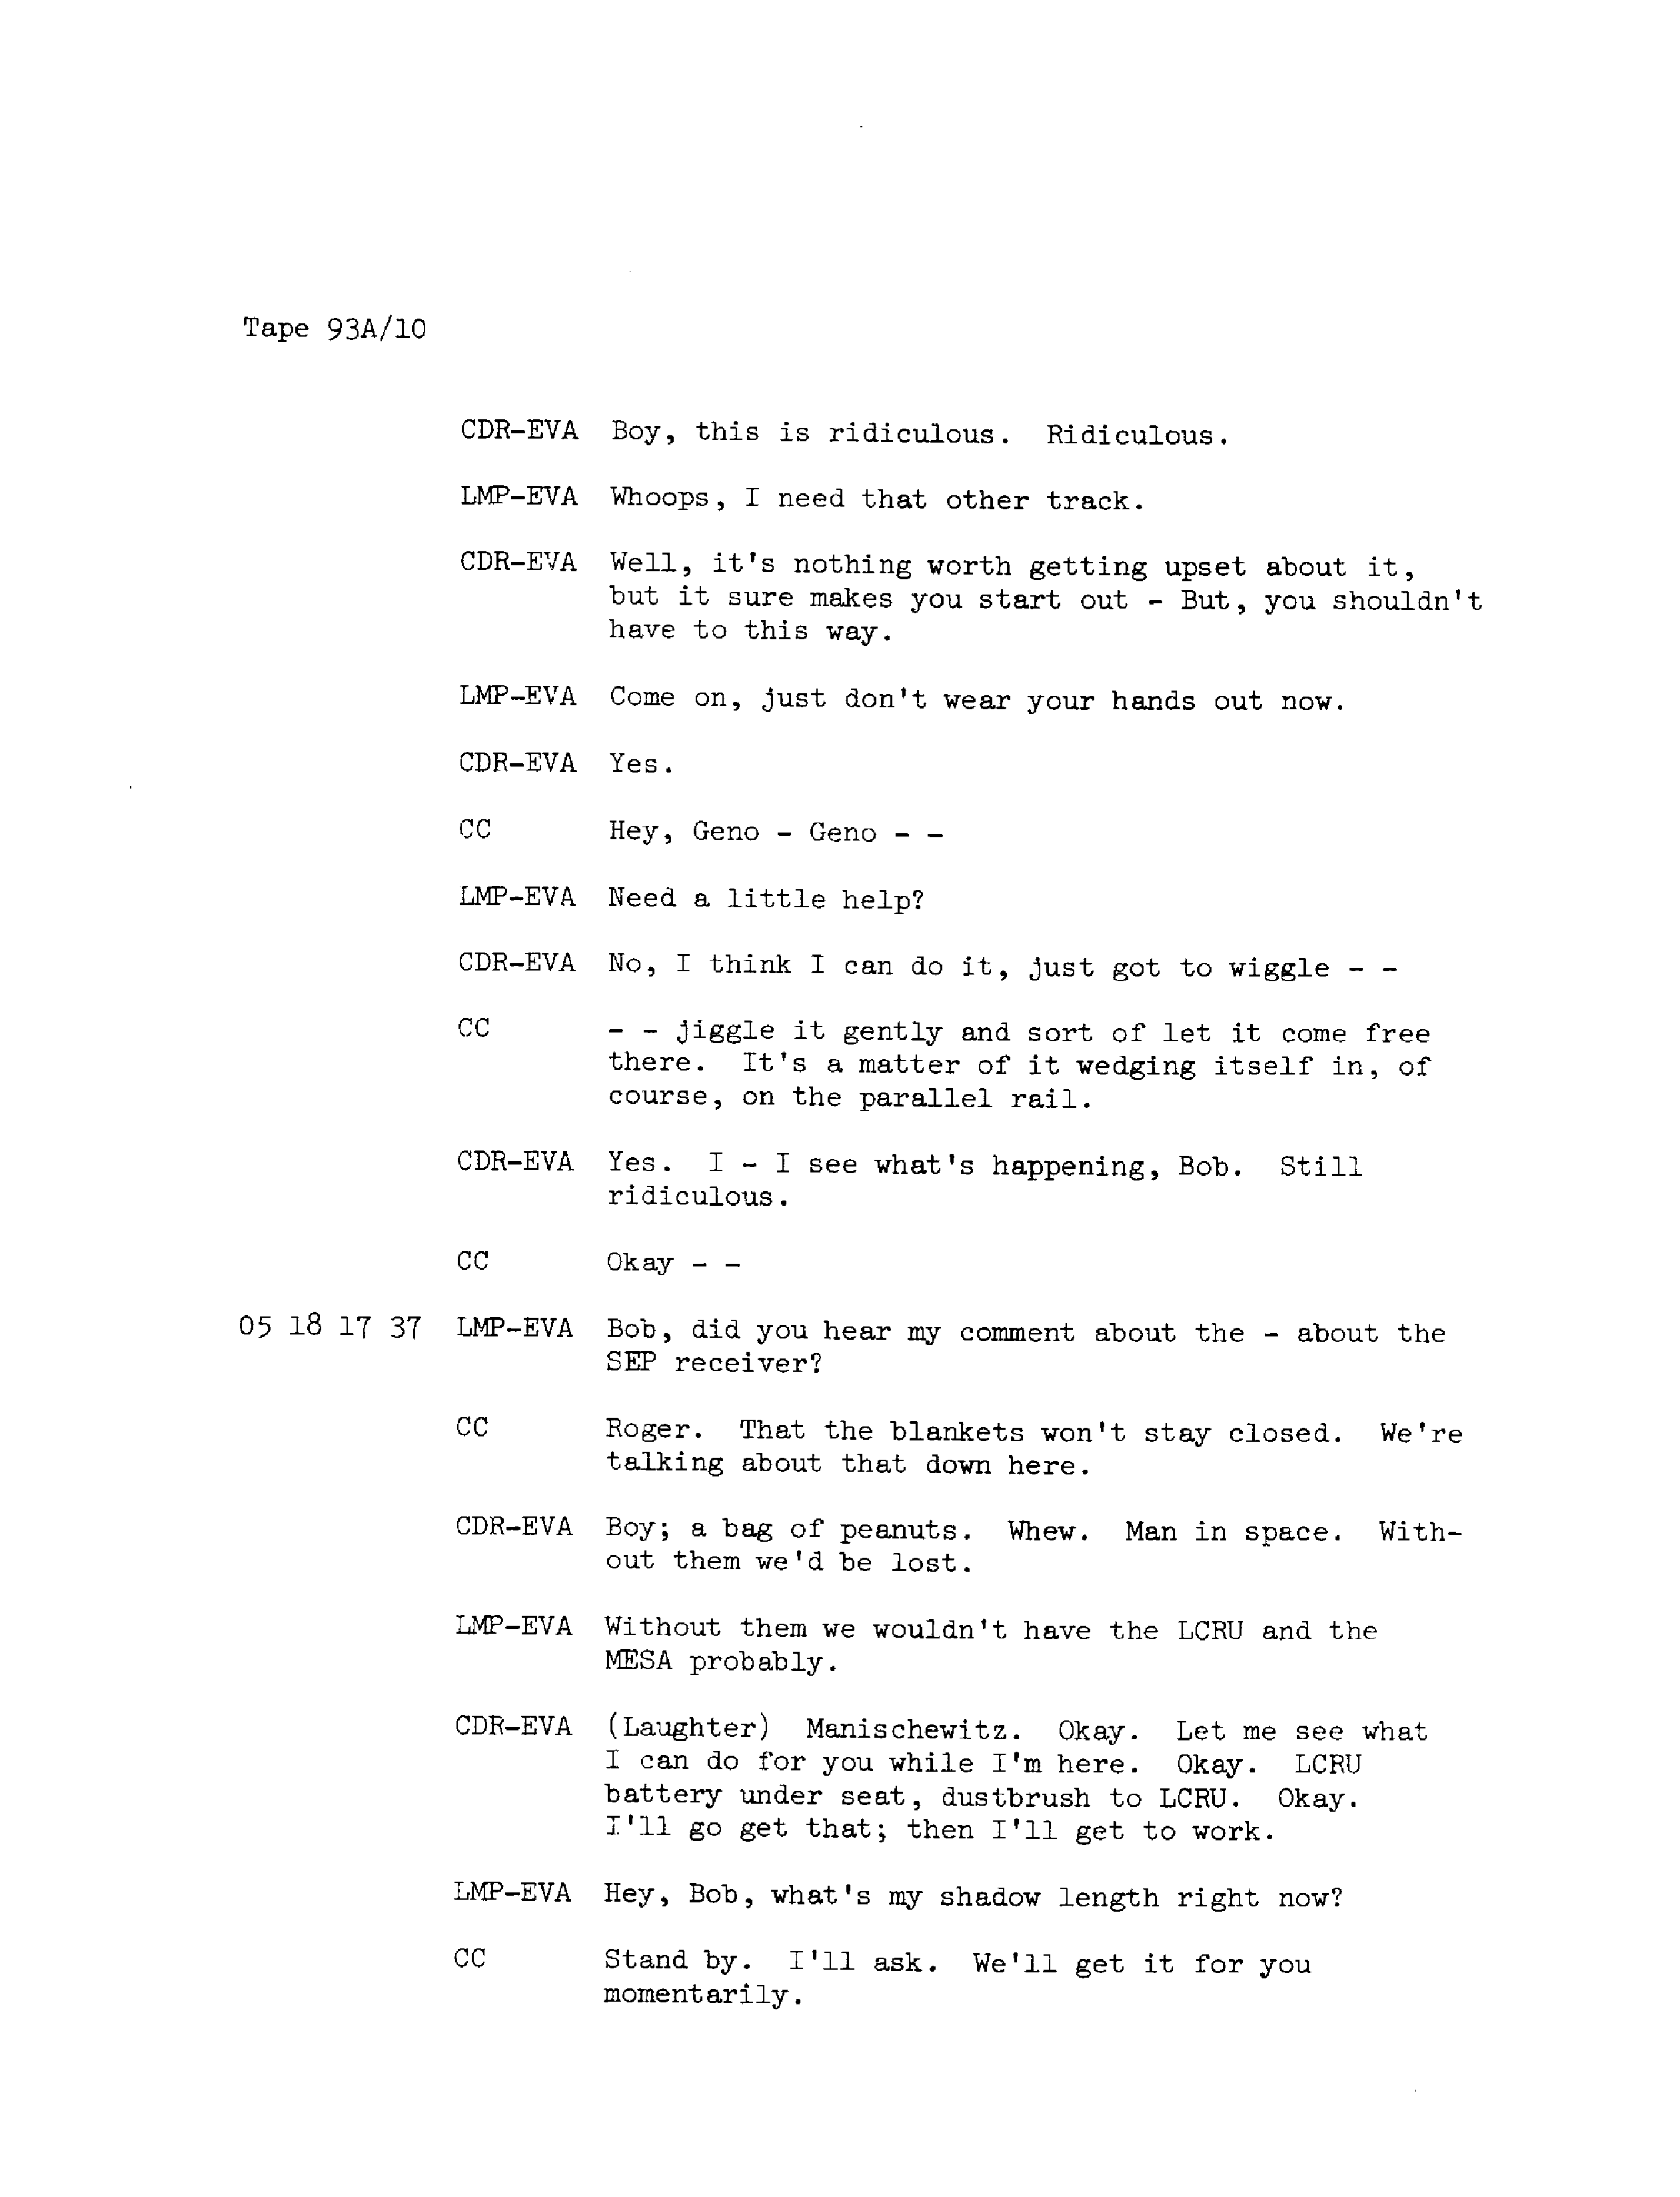 Tape 93A/10
CDR-EVA Boy, this is ridiculous. Ridiculous.
LMP-EVA Whoops, I need that other track.
CDR-EVA Well, it's nothing worth getting upset about it,
but it sure makes you start out - But, you shouldn't
have to this way.
LMP-EVA Come on, just don't wear your hands out now.
CDR-EVA Yes.
CC Hey, Geno - Geno - -
LMP-EVA Need a little help?
CDR-EVA No, I think I can do it, just got to wiggle - -
CC - - jiggle it gently and sort of let it come free
there. It's a matter of it wedging itself in, of
course, on the parallel rail.
CDR-EVA Yes. I - I see what's happening, Bob. Still
ridiculous.
CC Okay - -
05 18 17 37 LMP-EVA Bob, did you hear my comment about the - about the
SEP receiver?
CC Roger. That the blankets won't stay closed. We're
talking about that down here.
CDR-EVA Boy; a bag of peanuts. Whew. Man in space. With-
out them we'd be lost.
LMP-EVA Without them we wouldn't have the LCRU and the
MESA probably.
CDR-EVA (Laughter) Manischewitz. Okay. Let me see what
I can do for you while I'm here. Okay. LCRU
battery under seat, dustbrush to LCRU. Okay.
I'll go get that; then I'll get to work.
LMP-EVA Hey, Bob, what's my shadow length right now?
CC Stand by. I'll ask. We'll get it for you
momentarily.